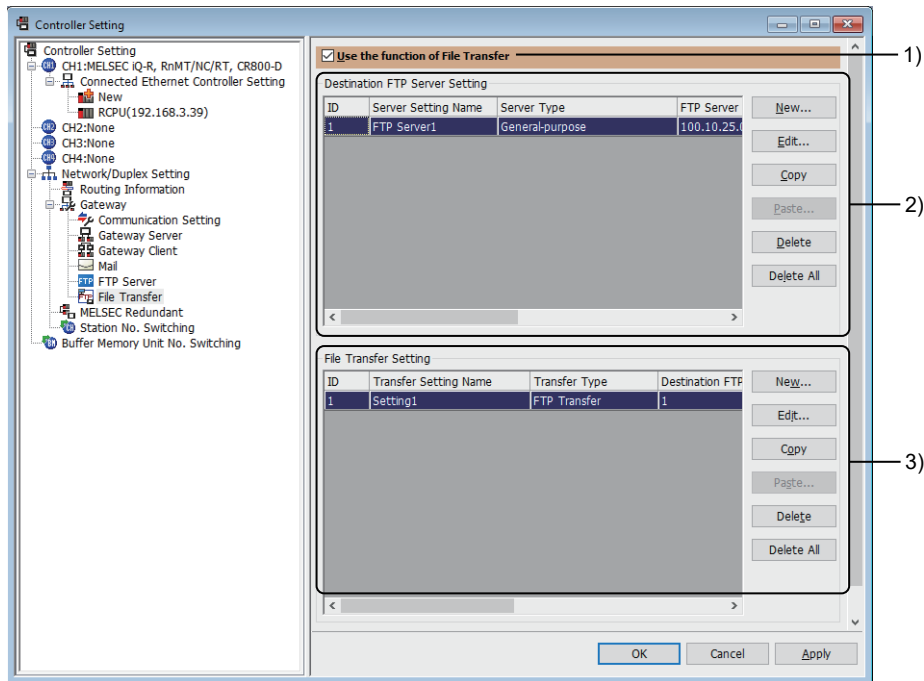 Controller Setting
Controller Setting
CH1:MELSEC iQ-R, RnMT/NC/RT, CR800-D
Connected Ethernet Controller Setting
New
RCPU(192.168.3.39)
CH2:None
CH3:None
CH4:None
Network/Duplex Setting
Routing Information
Gateway
Communication Setting
Gateway Server
Gateway Client
Mail
FTP FTP Server
File Transfer
MELSEC Redundant
Station No. Switching
Buffer Memory Unit No. Switching
Use the function of File Transfer
1)
Destination FTP Server Setting
ID Server Setting Name Server Type FTP Server
1 FTP Server1 General-purpose 100.10.25.
New...
Edit...
Copy
Paste...
Delete
Delete All
2)
File Transfer Setting
ID Transfer Setting Name Transfer Type Destination FTP
1 Setting1 FTP Transfer 1
New...
Edit...
Copy
Paste...
Delete
Delete All
3)
OK Cancel Apply